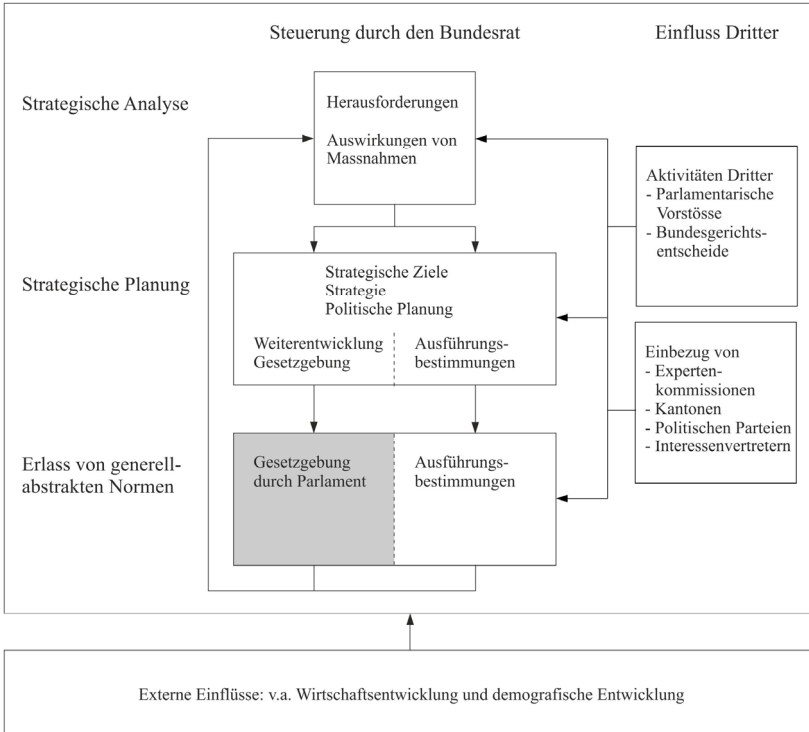 Steuerung durch den Bundesrat
Einfluss Dritter
Strategische Analyse
Herausforderungen
Auswirkungen von
Massnahmen
Aktivitäten Dritter
- Parlamentarische
Vorstösse
- Bundesgerichts-
entscheide
Strategische Planung
Strategische Ziele
Strategie
Politische Planung
Weiterentwicklung
Gesetzgebung
Ausführungs-
bestimmungen
Einbezug von
- Experten-
kommissionen
- Kantonen
- Politischen Parteien
- Interessenvertretern
Erlass von generell-
abstrakten Normen
Gesetzgebung
durch Parlament
Ausführungs-
bestimmungen
Externe Einflüsse: v.a. Wirtschaftsentwicklung und demografische Entwicklung